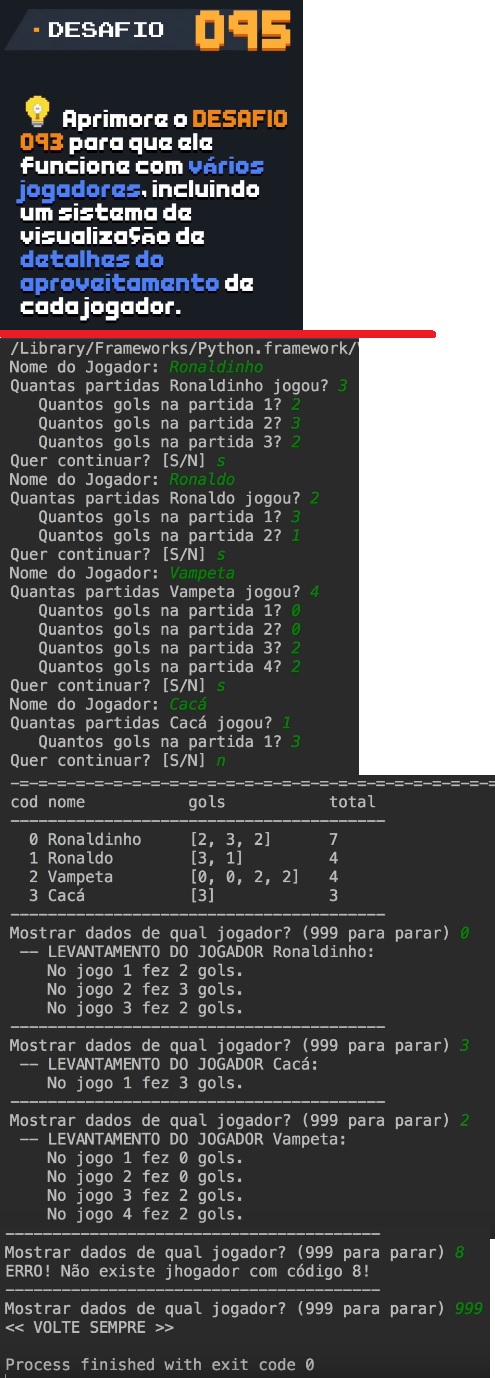 DESAFIO 095
Aprimore o DESAFIO
093 para que ele
funcione com vários
jogadores, incluindo
um sistema de
visualização de
detalhes do
aproveitamento de
cada jogador.
/Library/Frameworks/Python.framework/
Nome do Jogador: Ronaldinho
Quantas partidas Ronaldinho jogou? 3
Quantos gols na partida 1? 2
Quantos gols na partida 2? 3
Quantos gols na partida 3? 2
Quer continuar? [S/N] s
Nome do Jogador: Ronaldo
Quantas partidas Ronaldo jogou? 2
Quantos gols na partida 1? 3
Quantos gols na partida 2? 1
Quer continuar? [S/N] s
Nome do Jogador: Vampeta
Quantas partidas Vampeta jogou? 4
Quantos gols na partida 1? 0
Quantos gols na partida 2? 0
Quantos gols na partida 3? 2
Quantos gols na partida 4? 2
Quer continuar? [S/N] s
Nome do Jogador: Cacá
Quantas partidas Cacá jogou? 1
Quantos gols na partida 1? 3
Quer continuar? [S/N] n
-=-=-=-=-=-=-=-=-=-=-=-=-=-=-=-=-=-=-=-=-=-=-=-=-=-=
cod nome gols total
----------------------------------------
0 Ronaldinho [2, 3, 2] 7
1 Ronaldo [3, 1] 4
2 Vampeta [0, 0, 2, 2] 4
3 Cacá [3] 3
----------------------------------------
Mostrar dados de qual jogador? (999 para parar) 0
-- LEVANTAMENTO DO JOGADOR Ronaldinho:
No jogo 1 fez 2 gols.
No jogo 2 fez 3 gols.
No jogo 3 fez 2 gols.
----------------------------------------
Mostrar dados de qual jogador? (999 para parar) 3
-- LEVANTAMENTO DO JOGADOR Cacá:
No jogo 1 fez 3 gols.
----------------------------------------
Mostrar dados de qual jogador? (999 para parar) 2
-- LEVANTAMENTO DO JOGADOR Vampeta:
No jogo 1 fez 0 gols.
No jogo 2 fez 0 gols.
No jogo 3 fez 2 gols.
No jogo 4 fez 2 gols.
----------------------------------------
Mostrar dados de qual jogador? (999 para parar) 8
ERRO! Não existe jhogador com código 8!
----------------------------------------
Mostrar dados de qual jogador? (999 para parar) 999
<< VOLTE SEMPRE >>
Process finished with exit code 0